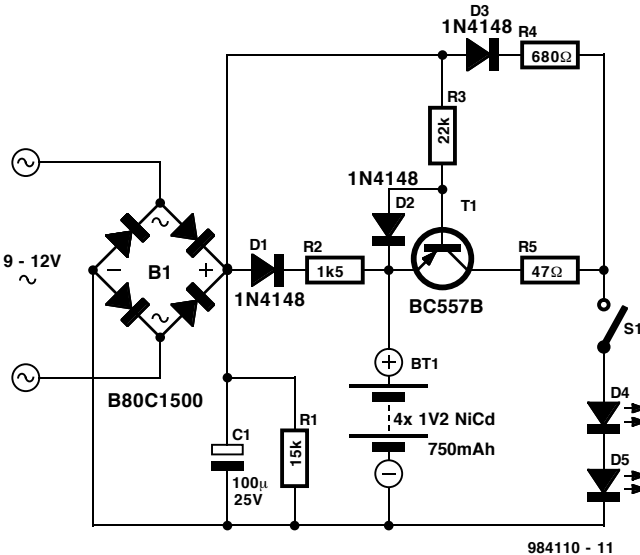 D3
1N4148
R4
680Ω
R3
22k
1N4148
D2
T1
9 - 12V
~
~
~
~
~
B1
−
+
D1
1N4148
R2
1k5
BC557B
R5
47Ω
S1
B80C1500
+
BT1
4x 1V2 NiCd
750mAh
−
C1
100µ
25V
R1
15k
D4
D5
984110 - 11